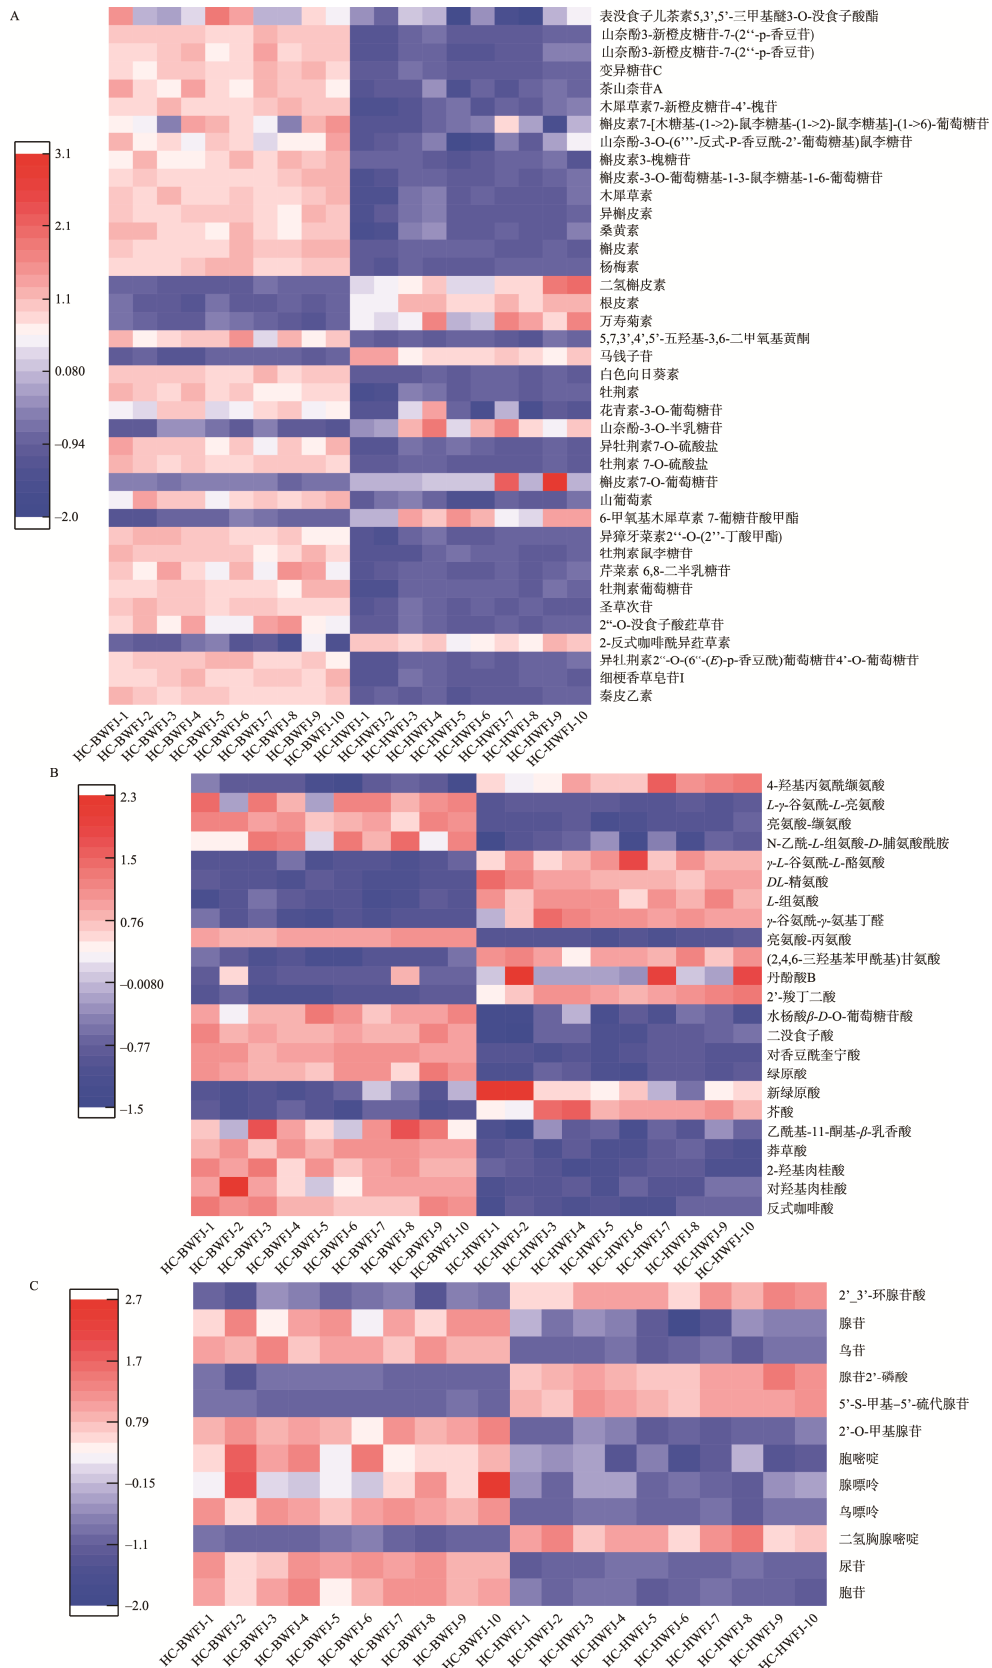 A
表没食子儿茶素5,3’,5’-三甲基醚3-O-没食子酸酯
山奈酚3-新橙皮糖苷-7-(2‘‘-p-香豆苷)
山奈酚3-新橙皮糖苷-7-(2‘‘-p-香豆苷)
变异糖苷C
茶山柰苷A
木犀草素7-新橙皮糖苷-4’-槐苷
槲皮素7-[木糖基-(1->2)-鼠李糖基-(1->2)-鼠李糖基]-(1->6)-葡萄糖苷
山奈酚-3-O-(6’’’-反式-P-香豆酰-2’-葡萄糖基)鼠李糖苷
槲皮素3-槐糖苷
槲皮素-3-O-葡萄糖基-1-3-鼠李糖基-1-6-葡萄糖苷
木犀草素
异槲皮素
桑黄素
槲皮素
杨梅素
二氢槲皮素
根皮素
万寿菊素
5,7,3’,4’,5’-五羟基-3,6-二甲氧基黄酮
马钱子苷
白色向日葵素
牡荆素
花青素-3-O-葡萄糖苷
山奈酚-3-O-半乳糖苷
异牡荆素7-O-硫酸盐
牡荆素 7-O-硫酸盐
槲皮素7-O-葡萄糖苷
山葡萄素
6-甲氧基木犀草素 7-葡糖苷酸甲酯
异獐牙菜素2‘‘-O-(2’’-丁酸甲酯)
牡荆素鼠李糖苷
芹菜素 6,8-二半乳糖苷
牡荆素葡萄糖苷
圣草次苷
2“-O-没食子酸荭草苷
2-反式咖啡酰异荭草素
异牡荆素2“-O-(6“-(E)-p-香豆酰)葡萄糖苷4’-O-葡萄糖苷
细梗香草皂苷I
秦皮乙素
3.1
2.1
1.1
0.080
–0.94
–2.0
HC-BWFJ-1
HC-BWFJ-2
HC-BWFJ-3
HC-BWFJ-4
HC-BWFJ-5
HC-BWFJ-6
HC-BWFJ-7
HC-BWFJ-8
HC-BWFJ-9
HC-BWFJ-10
HC-HWFJ-1
HC-HWFJ-2
HC-HWFJ-3
HC-HWFJ-4
HC-HWFJ-5
HC-HWFJ-6
HC-HWFJ-7
HC-HWFJ-8
HC-HWFJ-9
HC-HWFJ-10
B
2.3
1.5
0.76
–0.0080
–0.77
–1.5
4-羟基丙氨酰缬氨酸
L-γ-谷氨酰-L-亮氨酸
亮氨酸-缬氨酸
N-乙酰-L-组氨酸-D-脯氨酸酰胺
γ-L-谷氨酰-L-酪氨酸
DL-精氨酸
L-组氨酸
γ-谷氨酰-γ-氨基丁醛
亮氨酸-丙氨酸
(2,4,6-三羟基苯甲酰基)甘氨酸
丹酚酸B
2’-羧丁二酸
水杨酸β-D-O-葡萄糖苷酸
二没食子酸
对香豆酰奎宁酸
绿原酸
新绿原酸
芥酸
乙酰基-11-酮基-β-乳香酸
莽草酸
2-羟基肉桂酸
对羟基肉桂酸
反式咖啡酸
HC-BWFJ-1
HC-BWFJ-2
HC-BWFJ-3
HC-BWFJ-4
HC-BWFJ-5
HC-BWFJ-6
HC-BWFJ-7
HC-BWFJ-8
HC-BWFJ-9
HC-BWFJ-10
HC-HWFJ-1
HC-HWFJ-2
HC-HWFJ-3
HC-HWFJ-4
HC-HWFJ-5
HC-HWFJ-6
HC-HWFJ-7
HC-HWFJ-8
HC-HWFJ-9
HC-HWFJ-10
C
2.7
1.7
0.79
–0.15
–1.1
–2.0
2’_3’-环腺苷酸
腺苷
鸟苷
腺苷2’-磷酸
5’-S-甲基–5’-硫代腺苷
2’-O-甲基腺苷
胞嘧啶
腺嘌呤
鸟嘌呤
二氢胸腺嘧啶
尿苷
胞苷
HC-BWFJ-1
HC-BWFJ-2
HC-BWFJ-3
HC-BWFJ-4
HC-BWFJ-5
HC-BWFJ-6
HC-BWFJ-7
HC-BWFJ-8
HC-BWFJ-9
HC-BWFJ-10
HC-HWFJ-1
HC-HWFJ-2
HC-HWFJ-3
HC-HWFJ-4
HC-HWFJ-5
HC-HWFJ-6
HC-HWFJ-7
HC-HWFJ-8
HC-HWFJ-9
HC-HWFJ-10